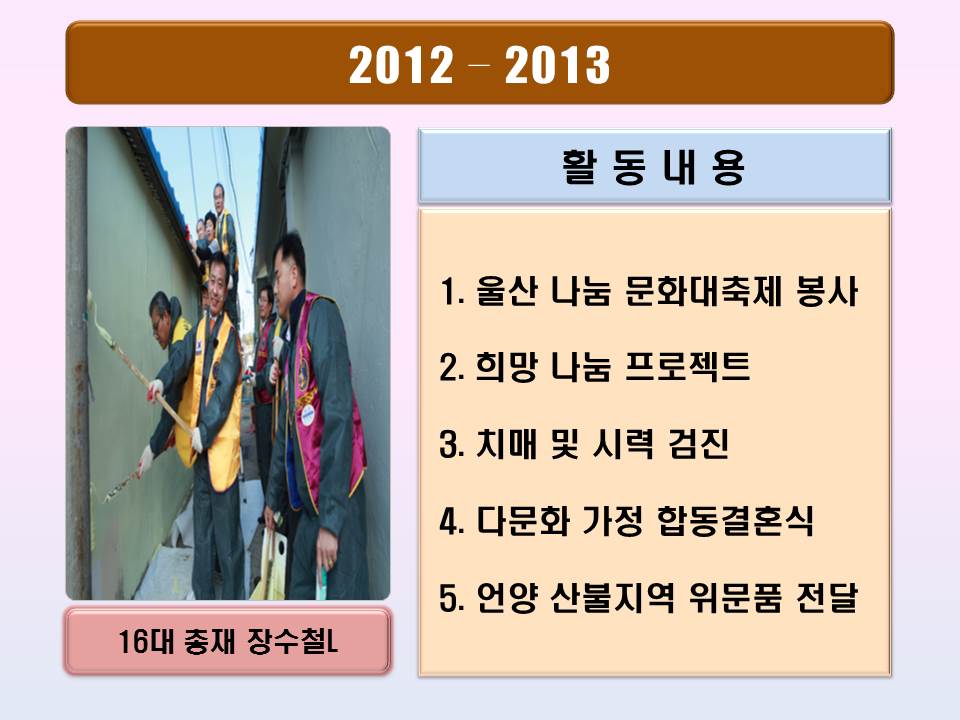 2012 – 2013
활 동 내 용
1. 울산 나눔 문화대축제 봉사
2. 희망 나눔 프로젝트
3. 치매 및 시력 검진
4. 다문화 가정 합동결혼식
5. 언양 산불지역 위문품 전달
16대 총재 장수철L